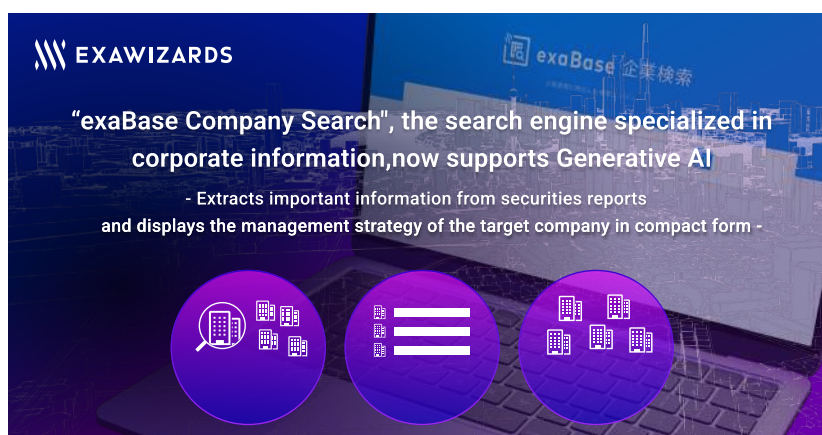 EXAWIZARDS
exaBase 企業検索
“exaBase Company Search", the search engine specialized in
corporate information,now supports Generative AI
- Extracts important information from securities reports
and displays the management strategy of the target company in compact form -